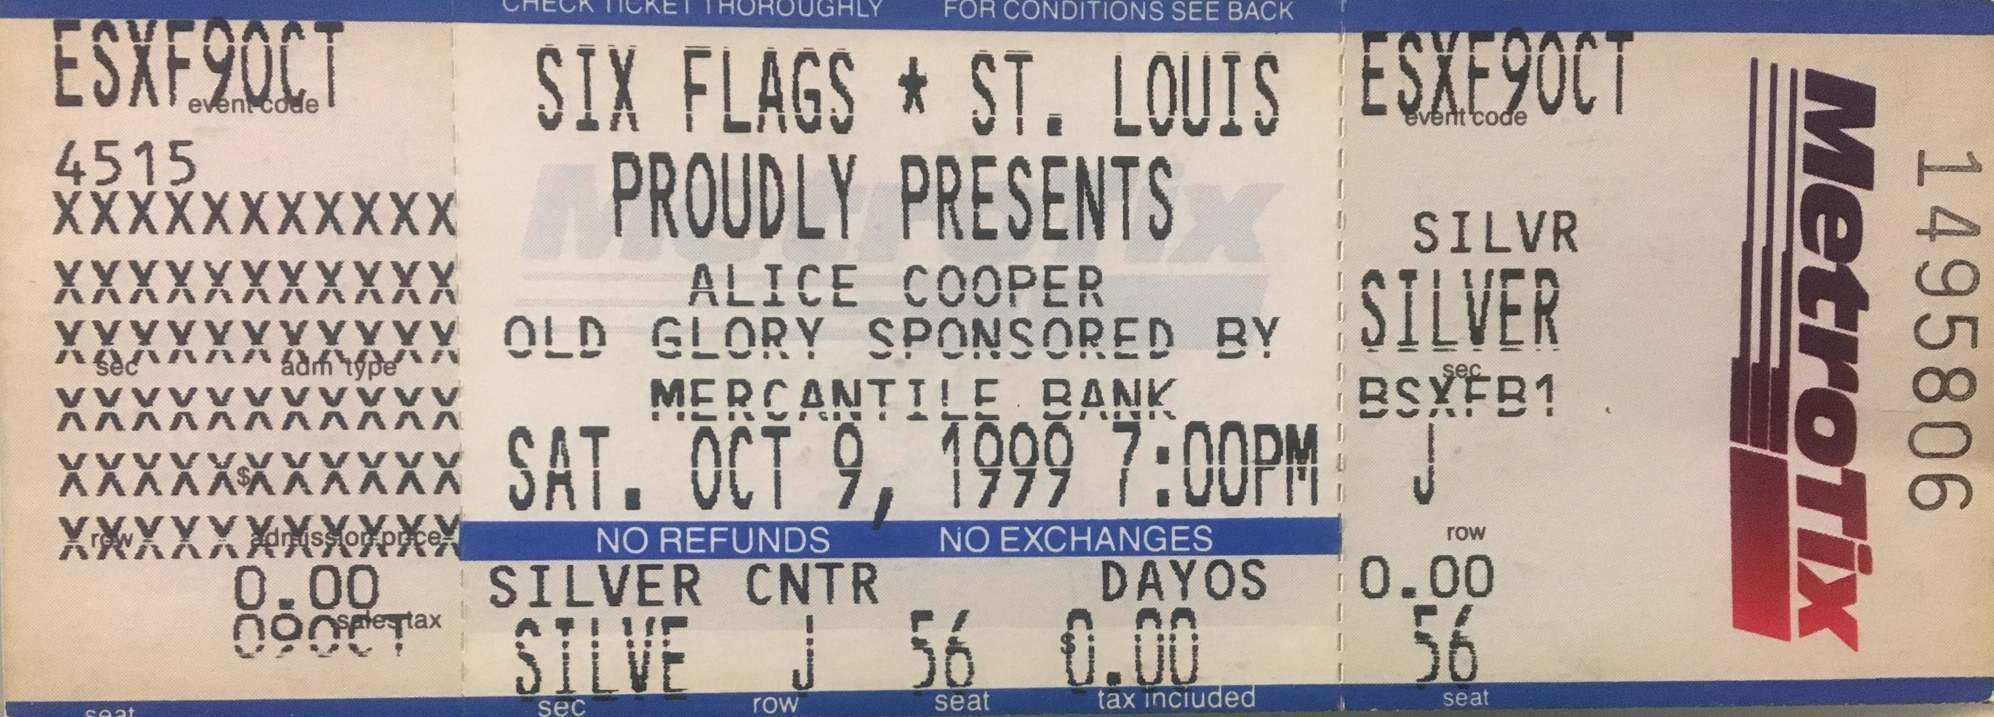 CHECK TICKET THOROUGHLY FOR CONDITIONS SEE BACK
ESXF9OCT
event code
4515
XXXXXXXXXXX
XXXXXXXXXXX
XXXXXXXXXXX
sec adm type
XXXXXXXXXXX
XXXXXXXXXXX
$
XXXXXXXXXXX
row admission price
0.00
sales tax
09OCT
seat
SIX FLAGS * ST. LOUIS
PROUDLY PRESENTS
MetroTix
ALICE COOPER
OLD GLORY SPONSORED BY
MERCANTILE BANK
SAT. OCT 9, 1999 7:00PM
NO REFUNDS NO EXCHANGES
SILVER CNTR DAYOS
SILVE J 56 $0.00
sec row seat tax included
ESXF9OCT
event code
SILVR
SILVER
sec
BSXFB1
J
row
0.00
56
seat
MetroTix
1495806